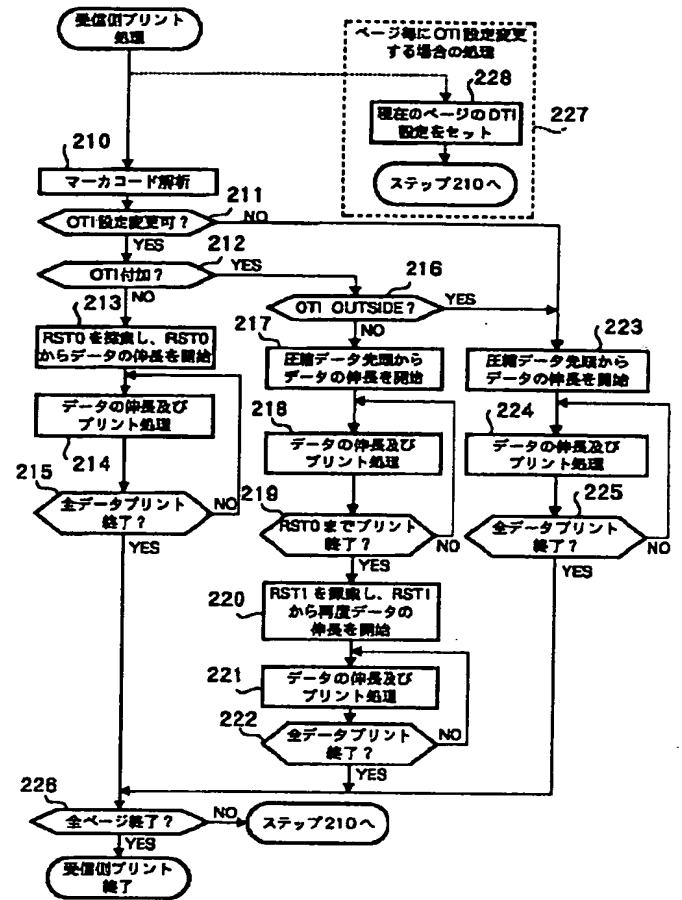 受信側プリント
処理
ページ毎にOTI設定変更
する場合の処理
228
現在のページのDTI
設定をセット
227
ステップ210へ
210
マーカコード解析
211
OTI設定変更可？
NO
YES
212
OTI付加？
YES
NO
216
OTI OUTSIDE？
YES
NO
213
RST0を探索し、RST0
からデータの伸長を開始
217
圧縮データ先頭から
データの伸長を開始
223
圧縮データ先頭から
データの伸長を開始
データの伸長及び
プリント処理
214
218
データの伸長及び
プリント処理
224
データの伸長及び
プリント処理
215
全データプリント
終了？
NO
YES
219
RST0までプリント
終了？
NO
YES
225
全データプリント
終了？
NO
YES
220
RST1を探索し、RST1
から再度データの
伸長を開始
221
データの伸長及び
プリント処理
222
全データプリント
終了？
NO
YES
226
全ページ終了？
NO
ステップ210へ
YES
受信側プリント
終了